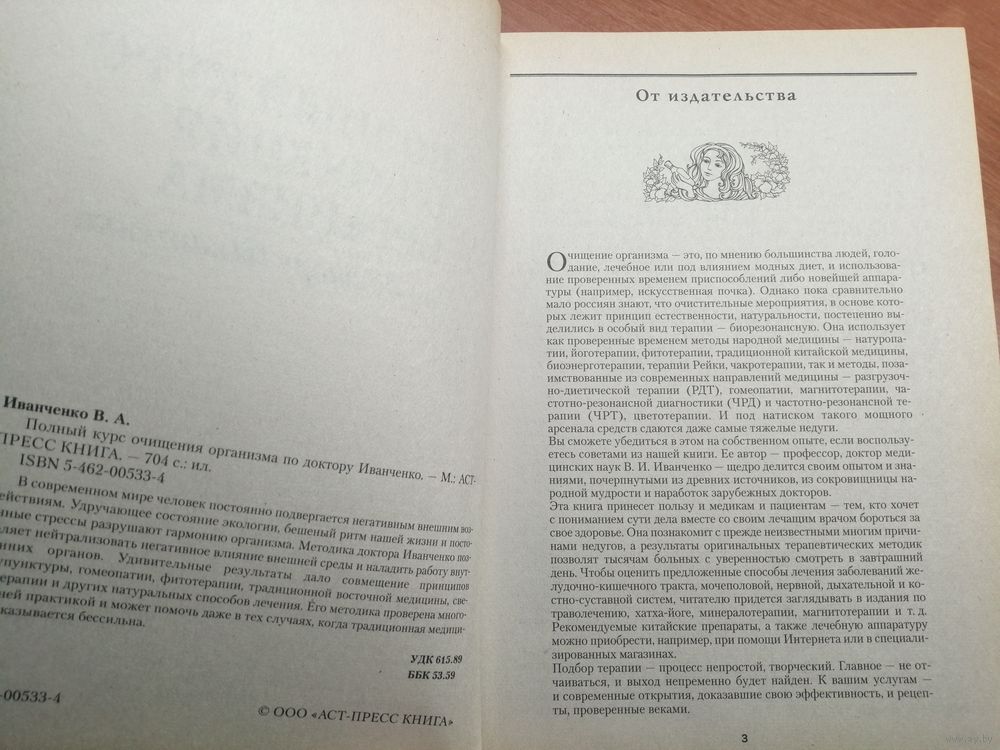 Иванченко В. А.
Полный курс очищения организма по доктору Иванченко. — М.: АСТ-
ПРЕСС КНИГА. — 704 с.: ил.
ISBN 5-462-00533-4
В современном мире человек постоянно подвергается негативным внешним воз-
ействиям. Удручающее состояние экологии, бешеный ритм нашей жизни и посто-
нные стрессы разрушают гармонию организма. Методика доктора Иванченко поз-
оляет нейтрализовать негативное влияние внешней среды и наладить работу внут-
нних органов. Удивительные результаты дало совмещение принципов
упунктуры, гомеопатии, фитотерапии, традиционной восточной медицины, све-
ерапии и других натуральных способов лечения. Его методика проверена много-
ней практикой и может помочь даже в тех случаях, когда традиционная медици-
оказывается бессильна.
УДК 615.89
ББК 53.59
-00533-4
© ООО «АСТ-ПРЕСС КНИГА»
От издательства
Очищение организма — это, по мнению большинства людей, голо-
дание, лечебное или под влиянием модных диет, и использова-
ние проверенных временем приспособлений либо новейшей аппара-
туры (например, искусственная почка). Однако пока сравнительно
мало россиян знают, что очистительные мероприятия, в основе кото-
рых лежит принцип естественности, натуральности, постепенно вы-
делились в особый вид терапии — биорезонансную. Она использует
как проверенные временем методы народной медицины — натуропа-
тии, йоготерапии, фитотерапии, традиционной китайской медицины,
биоэнерготерапии, терапии Рейки, чакротерапии, так и методы, поза-
имствованные из современных направлений медицины — разгрузоч-
но-диетической терапии (РДТ), гомеопатии, магнитотерапии, ча-
стотно-резонансной диагностики (ЧРД) и частотно-резонансной те-
рапии (ЧРТ), цветотерапии. И под натиском такого мощного
арсенала средств сдаются даже самые тяжелые недуги.
Вы сможете убедиться в этом на собственном опыте, если воспользу-
етесь советами из нашей книги. Ее автор — профессор, доктор меди-
цинских наук В. И. Иванченко — щедро делится своим опытом и зна-
ниями, почерпнутыми из древних источников, из сокровищницы на-
родной мудрости и наработок зарубежных докторов.
Эта книга принесет пользу и медикам и пациентам — тем, кто хочет
с пониманием сути дела вместе со своим лечащим врачом бороться за
свое здоровье. Она познакомит с прежде неизвестными многим причи-
нами недугов, а результаты оригинальных терапевтических методик
позволят тысячам больных с уверенностью смотреть в завтрашний
день. Чтобы оценить предложенные способы лечения заболеваний же-
лудочно-кишечного тракта, мочеполовой, нервной, дыхательной и ко-
стно-суставной систем, читателю придется заглядывать в издания по
траволечению, хатха-йоге, минералотерапии, магнитотерапии и т. д.
Рекомендуемые китайские препараты, а также лечебную аппаратуру
можно приобрести, например, при помощи Интернета или в специали-
зированных магазинах.
Подбор терапии — процесс непростой, творческий. Главное — не от-
чаиваться, и выход непременно будет найден. К вашим услугам —
и современные открытия, доказавшие свою эффективность, и рецеп-
ты, проверенные веками.
3
www.ay.by